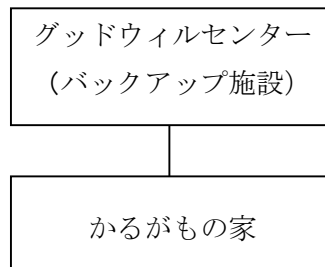 グッドウィルセンター
（バックアップ施設）
かるがもの家